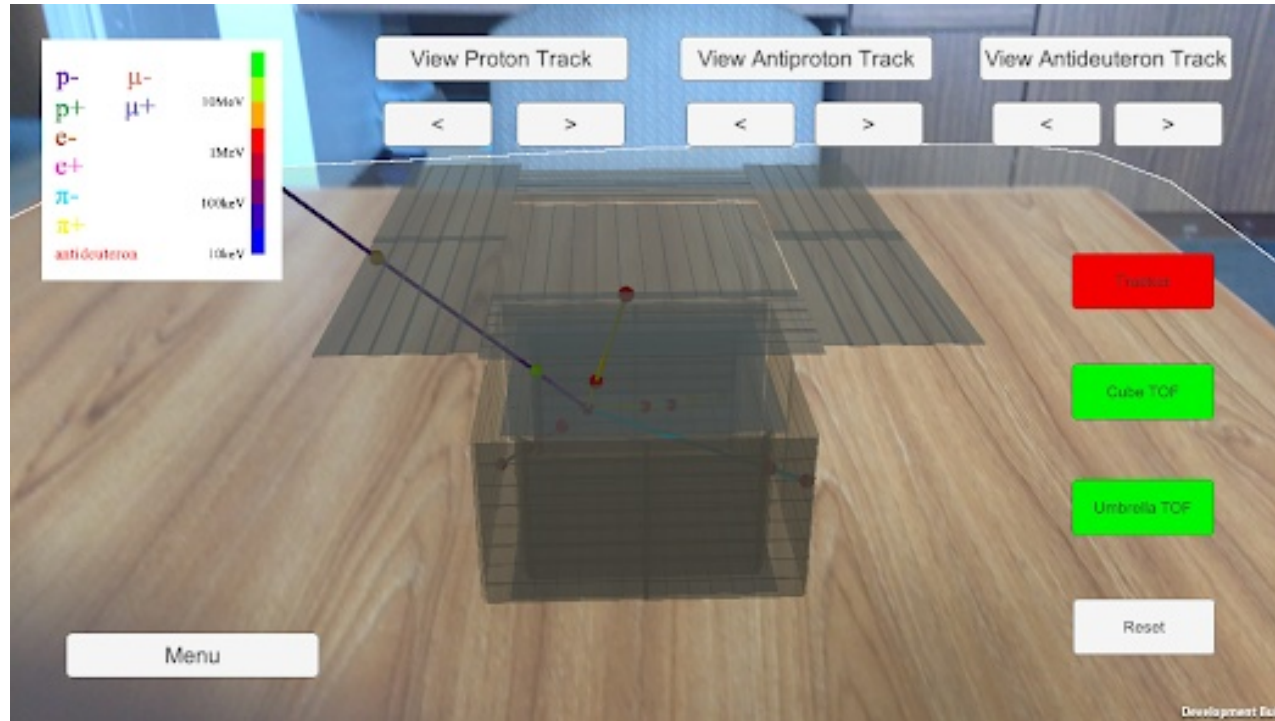 View Proton Track
View Antiproton Track
View Antideuteron Track
<
>
<
>
<
>
p-
μ-
p+
μ+
e-
e+
π-
π+
antideuteron
10MeV
1MeV
100keV
10keV
Tracker
Cube TOF
Umbrella TOF
Reset
Menu
Development